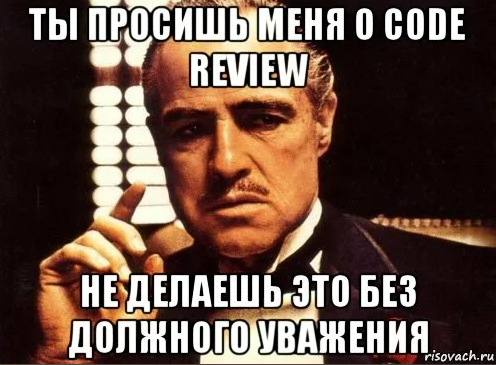 ТЫ ПРОСИШЬ МЕНЯ О CODE
REVIEW
НЕ ДЕЛАЕШЬ ЭТО БЕЗ
ДОЛЖНОГО УВАЖЕНИЯ
risovach.ru